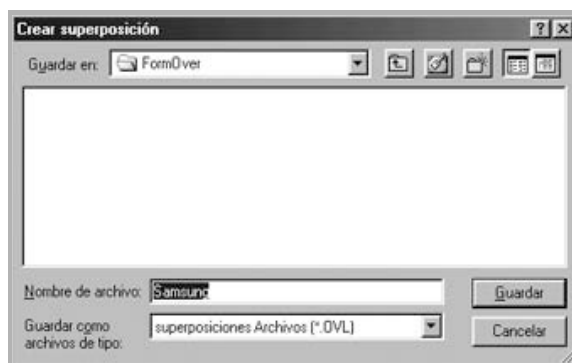 Crear superposición
Guardar en: FormOver
Nombre de archivo: Samsung Guardar
Guardar como archivos de tipo: superposiciones Archivos (*.OVL) Cancelar